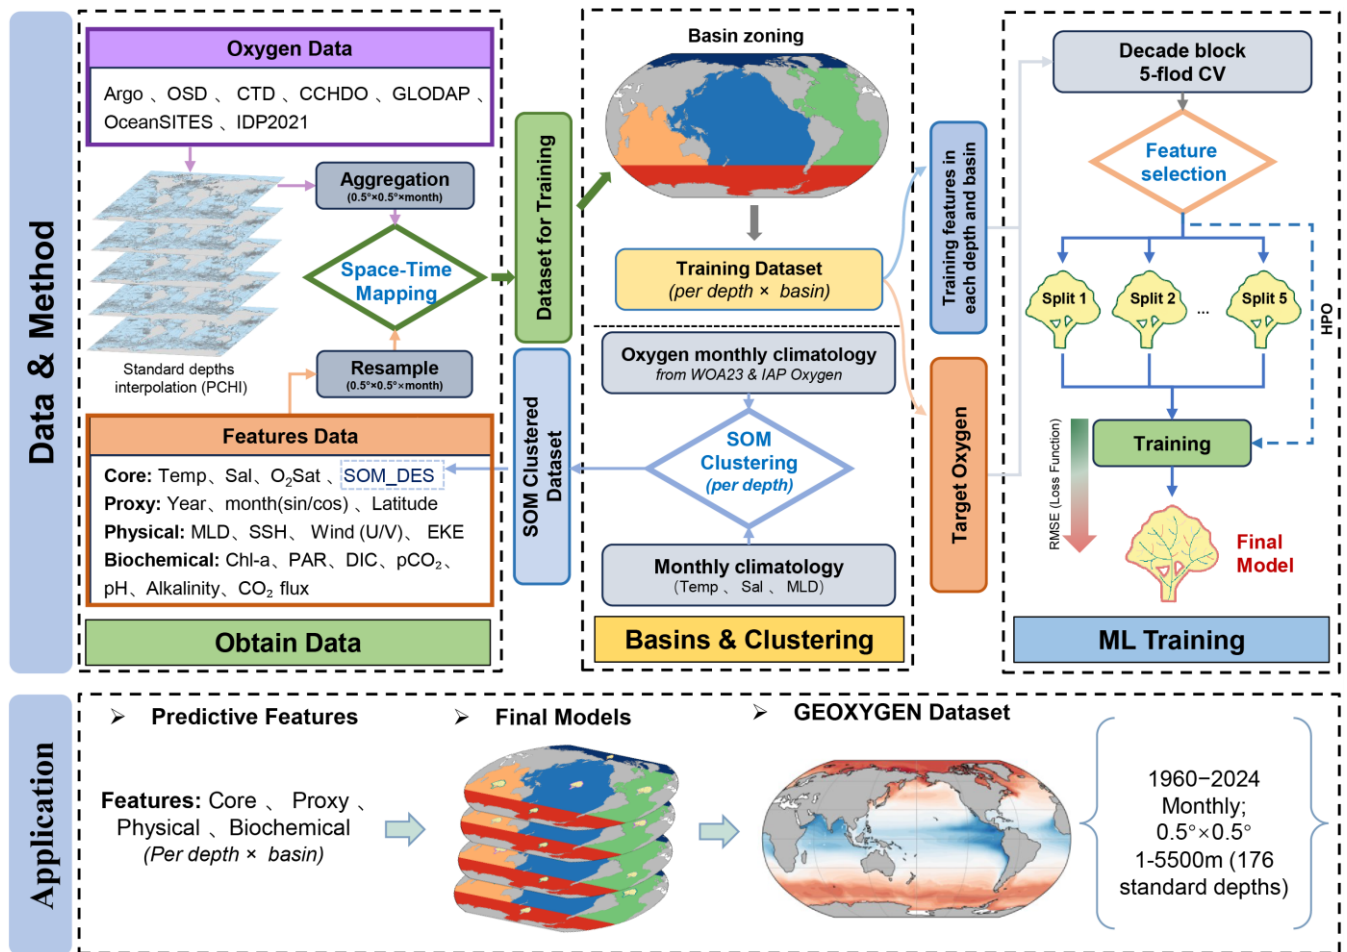 Data & Method
Oxygen Data
Argo 、OSD 、 CTD 、CCHDO 、GLODAP 、
OceanSITES 、IDP2021
Standard depths
interpolation (PCHI)
Aggregation
(0.5°×0.5°×month)
Space-Time
Mapping
Resample
(0.5°×0.5°×month)
Features Data
Core: Temp、Sal、O₂Sat 、SOM_DES
Proxy: Year、month(sin/cos) 、Latitude
Physical: MLD、SSH、 Wind (U/V)、 EKE
Biochemical: Chl-a、PAR、DIC、pCO₂、
pH、Alkalinity、CO₂ flux
Obtain Data
Dataset for Training
SOM Clustered
Dataset
Basin zoning
Training Dataset
(per depth × basin)
Oxygen monthly climatology
from WOA23 & IAP Oxygen
SOM
Clustering
(per depth)
Monthly climatology
(Temp 、 Sal 、 MLD)
Basins & Clustering
Training features in
each depth and basin
Target Oxygen
Decade block
5-flod CV
Feature
selection
Split 1
Split 2
...
Split 5
HPO
Training
RMSE (Loss Function)
Final
Model
ML Training
Application
➢ Predictive Features
Features: Core 、 Proxy 、
Physical 、Biochemical
(Per depth × basin)
➢ Final Models
➢ GEOXYGEN Dataset
1960−2024
Monthly;
0.5°×0.5°
1-5500m (176
standard depths)